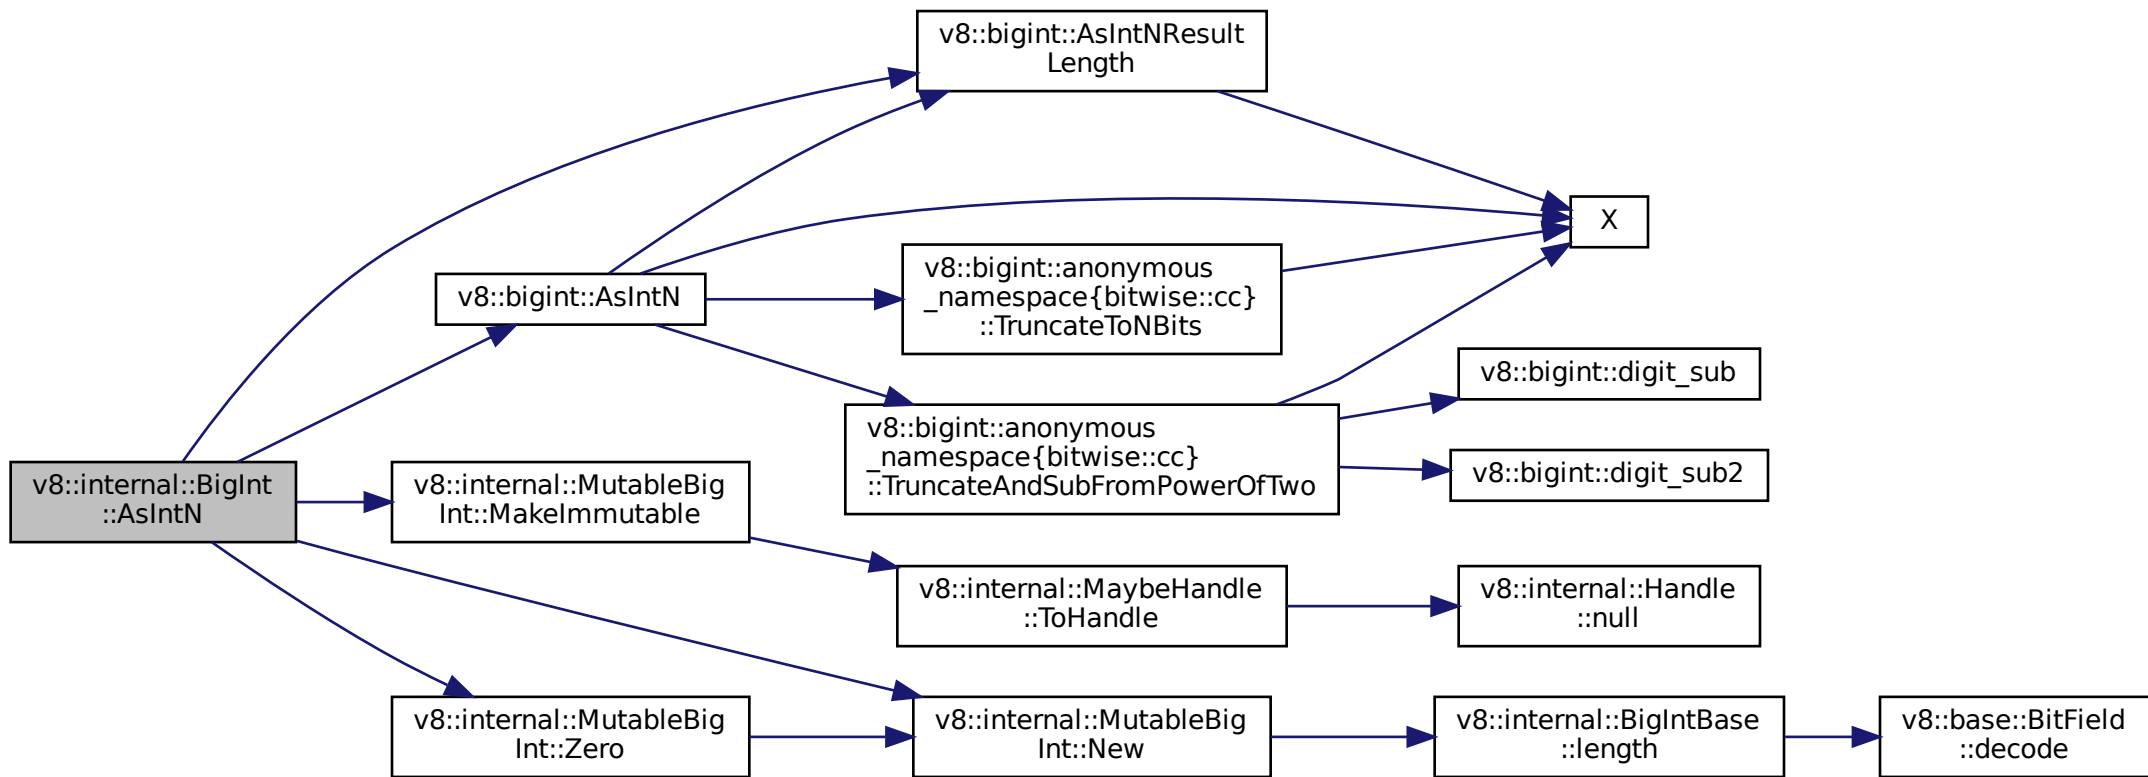 v8::bigint::AsIntNResult
Length
X
v8::bigint::anonymous
_namespace{bitwise::cc}
::TruncateToNBits
v8::bigint::AsIntN
v8::bigint::digit_sub
v8::bigint::anonymous
_namespace{bitwise::cc}
::TruncateAndSubFromPowerOfTwo
v8::bigint::digit_sub2
v8::internal::BigInt
::AsIntN
v8::internal::MutableBig
Int::MakeImmutable
v8::internal::MaybeHandle
::ToHandle
v8::internal::Handle
::null
v8::internal::MutableBig
Int::Zero
v8::internal::MutableBig
Int::New
v8::internal::BigIntBase
::length
v8::base::BitField
::decode